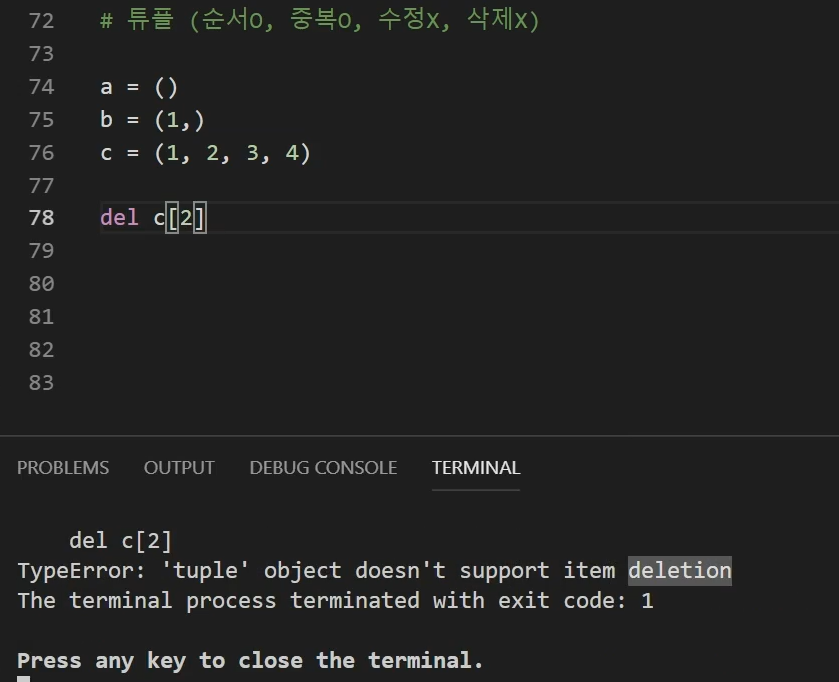 72 # 튜플 (순서O, 중복O, 수정X, 삭제X)
73
74 a = ()
75 b = (1,)
76 c = (1, 2, 3, 4)
77
78 del c[2]
79
80
81
82
83
PROBLEMS OUTPUT DEBUG CONSOLE TERMINAL
del c[2]
TypeError: 'tuple' object doesn't support item deletion
The terminal process terminated with exit code: 1
Press any key to close the terminal.